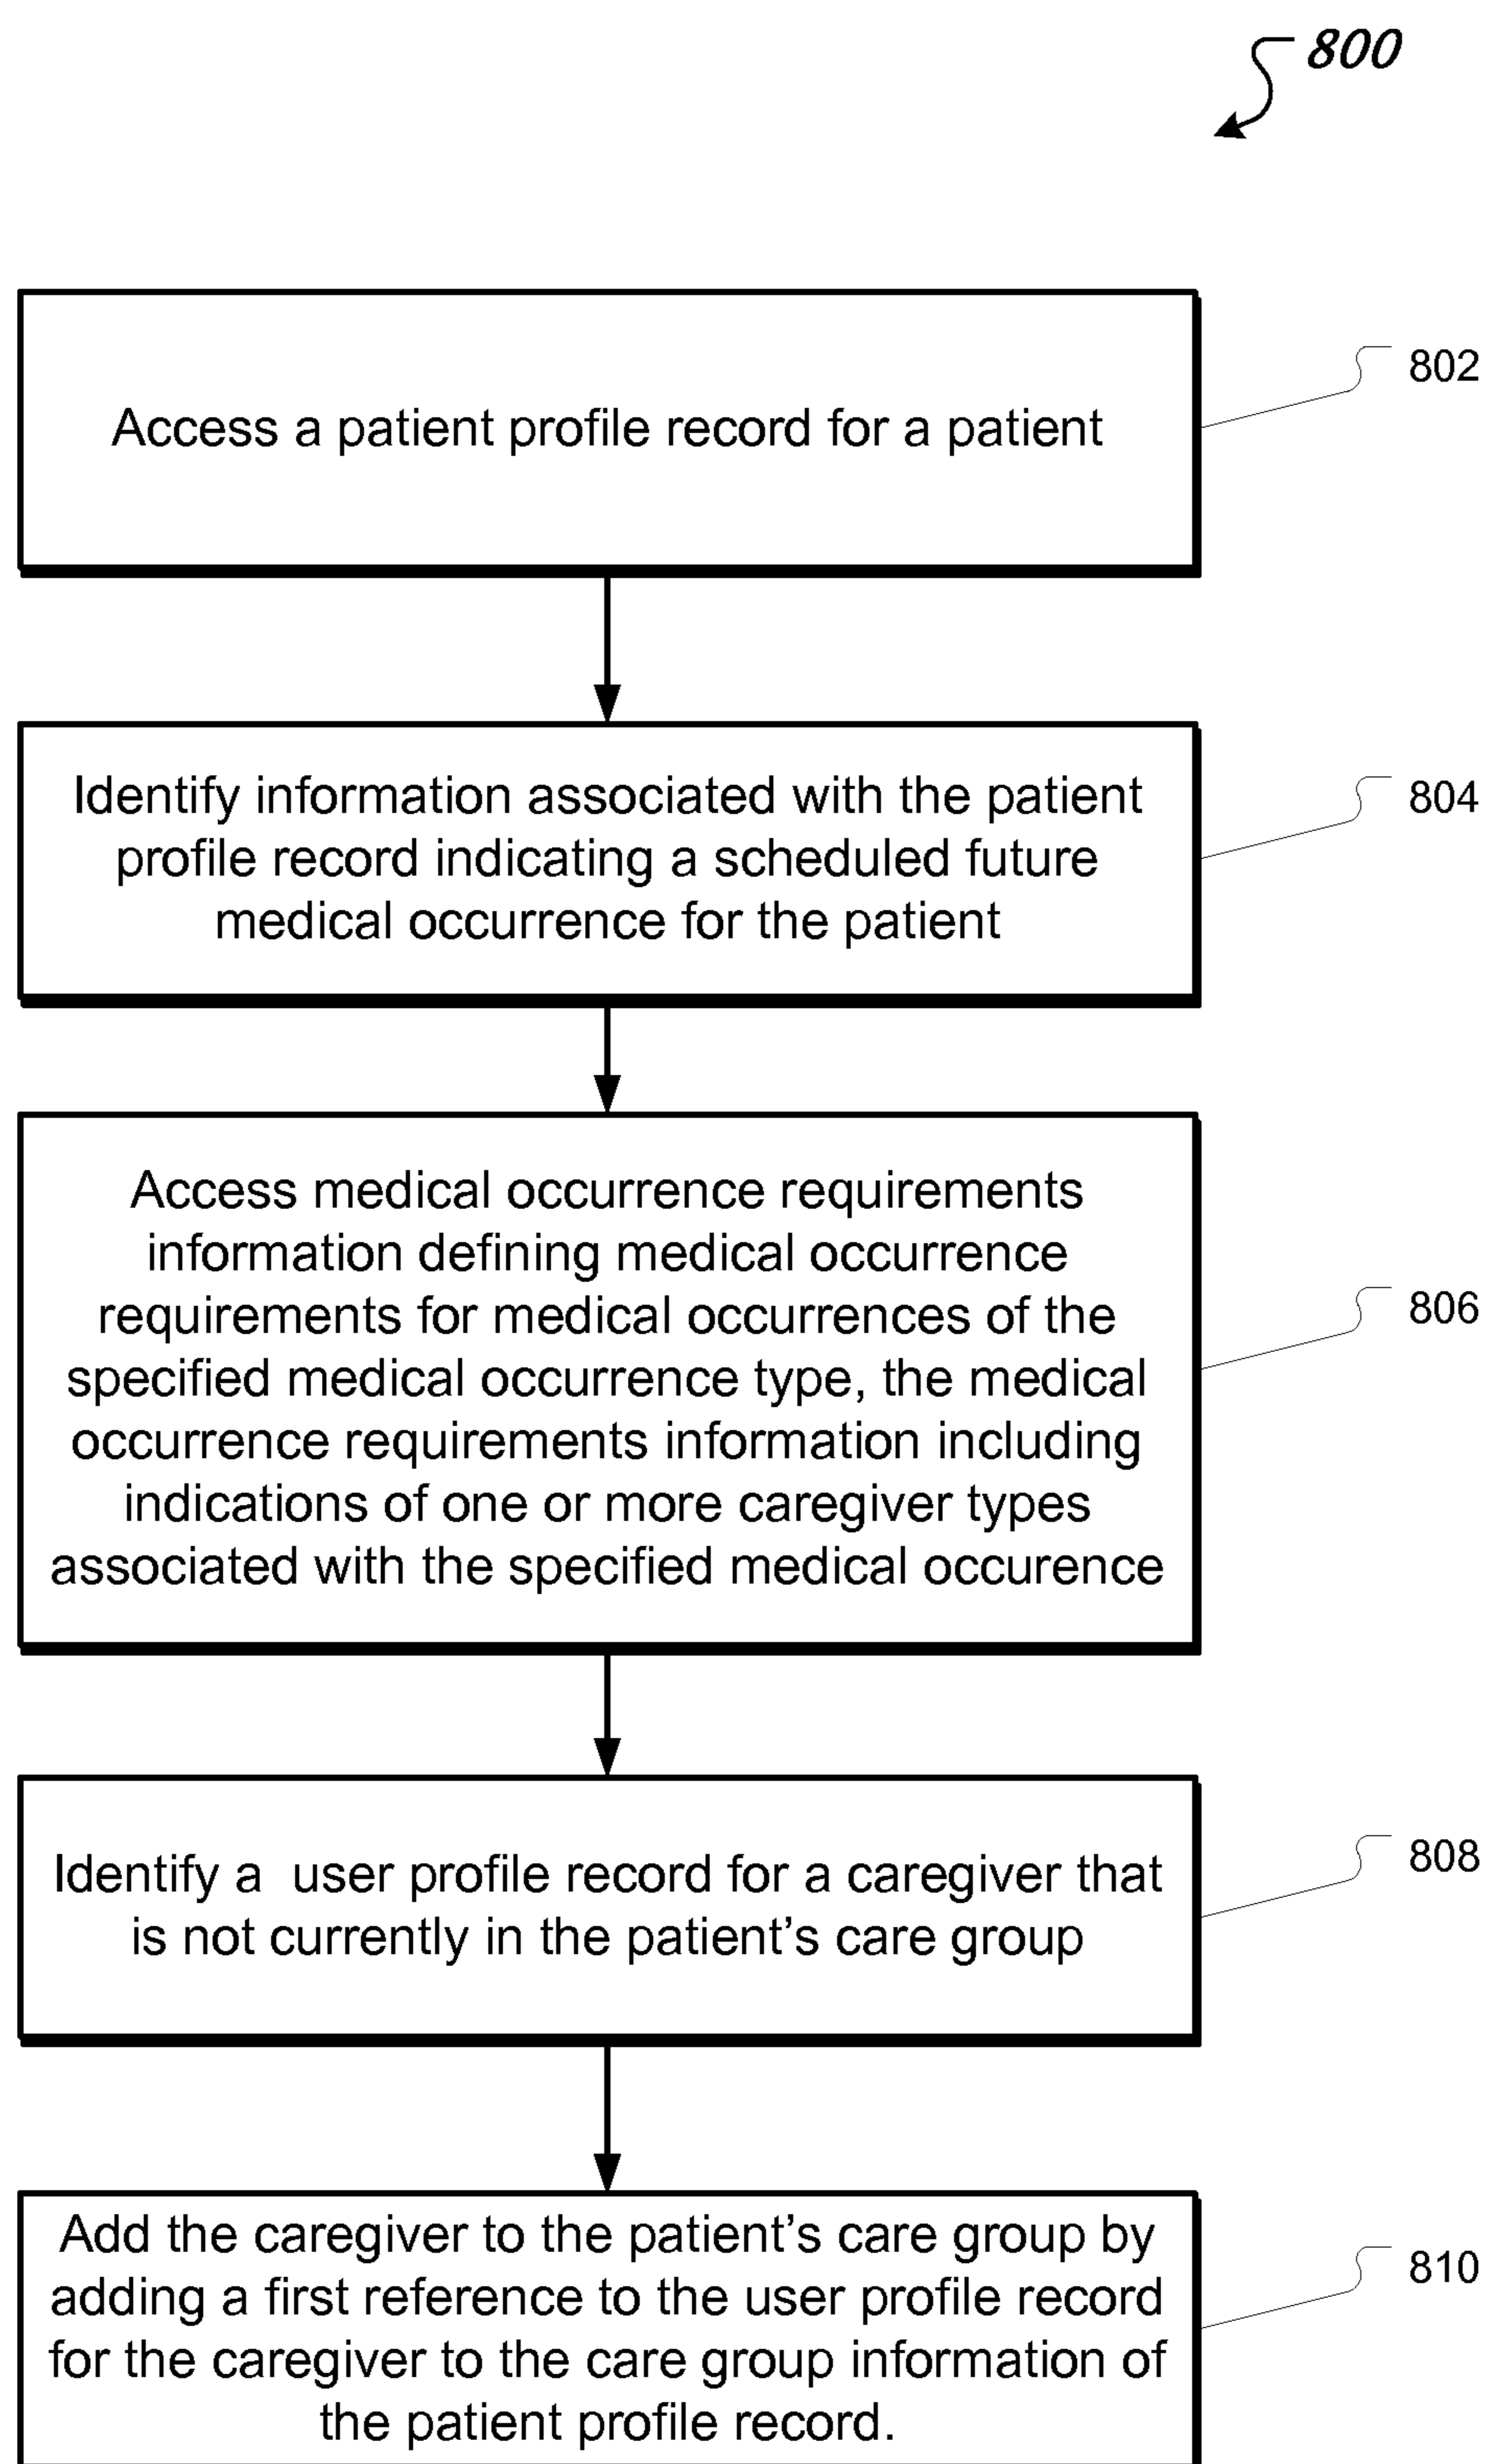 800
Access a patient profile record for a patient
802
Identify information associated with the patient
profile record indicating a scheduled future
medical occurrence for the patient
804
Access medical occurrence requirements
information defining medical occurrence
requirements for medical occurrences of the
specified medical occurrence type, the medical
occurrence requirements information including
indications of one or more caregiver types
associated with the specified medical occurence
806
Identify a  user profile record for a caregiver that
is not currently in the patient’s care group
808
Add the caregiver to the patient’s care group by
adding a first reference to the user profile record
for the caregiver to the care group information of
the patient profile record.
810